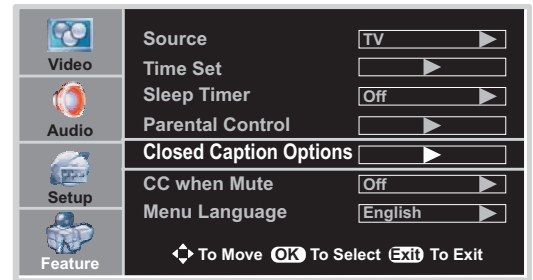 Video
Audio
Setup
Feature
Source TV
Time Set
Sleep Timer Off
Parental Control
Closed Caption Options
CC when Mute Off
Menu Language English
To Move OK To Select Exit To Exit